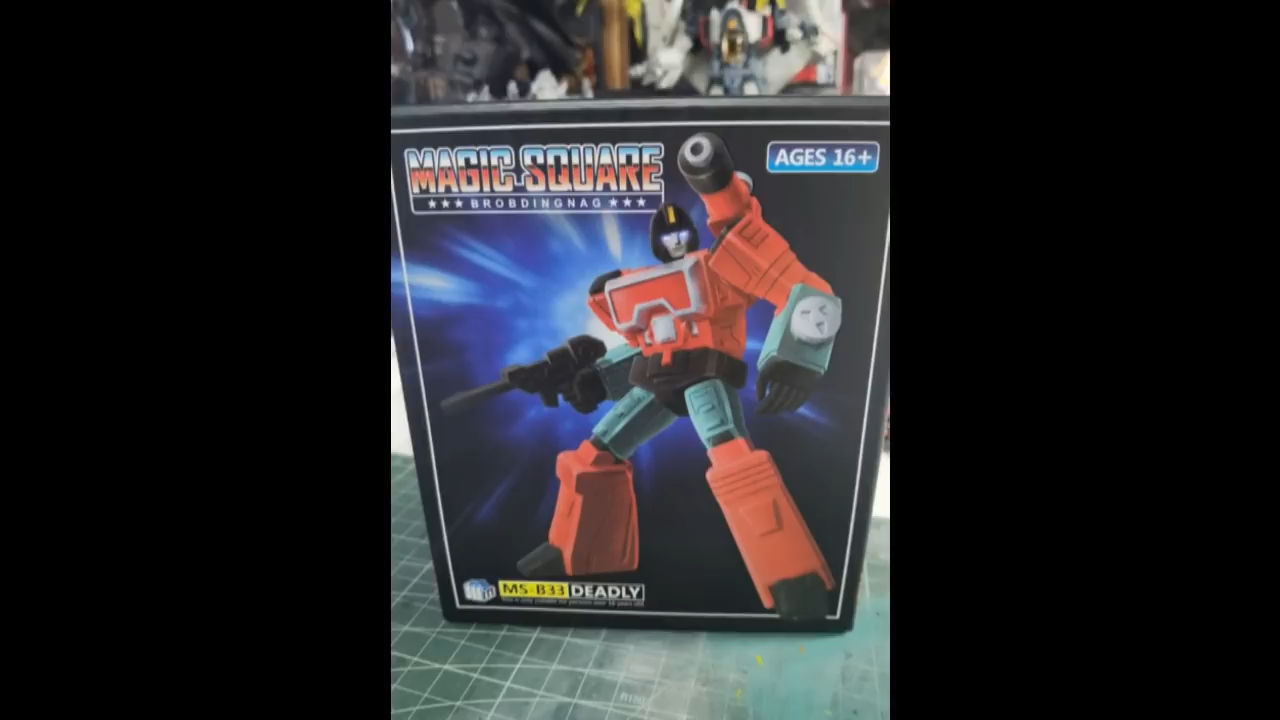 MAGIC SQUARE
★★★ BROBDINGNAG ★★★
AGES 16+
MS-B33 DEADLY